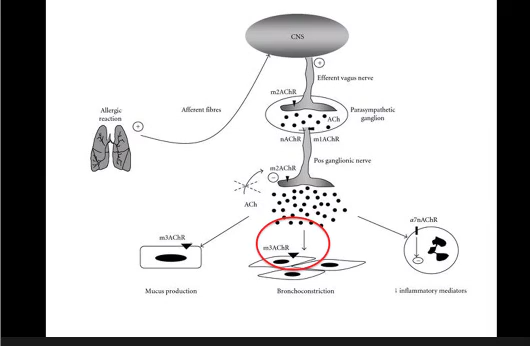 CNS
+
Efferent vagus nerve
m2AChR
Allergic
reaction
+
Afferent fibres
ACh
Parasympathetic
ganglion
nAChR
m1AChR
Pos ganglionic nerve
m2AChR
−
ACh
α7nAChR
−
m3AChR
m3AChR
Mucus production
Bronchoconstriction
↓ inflammatory mediators